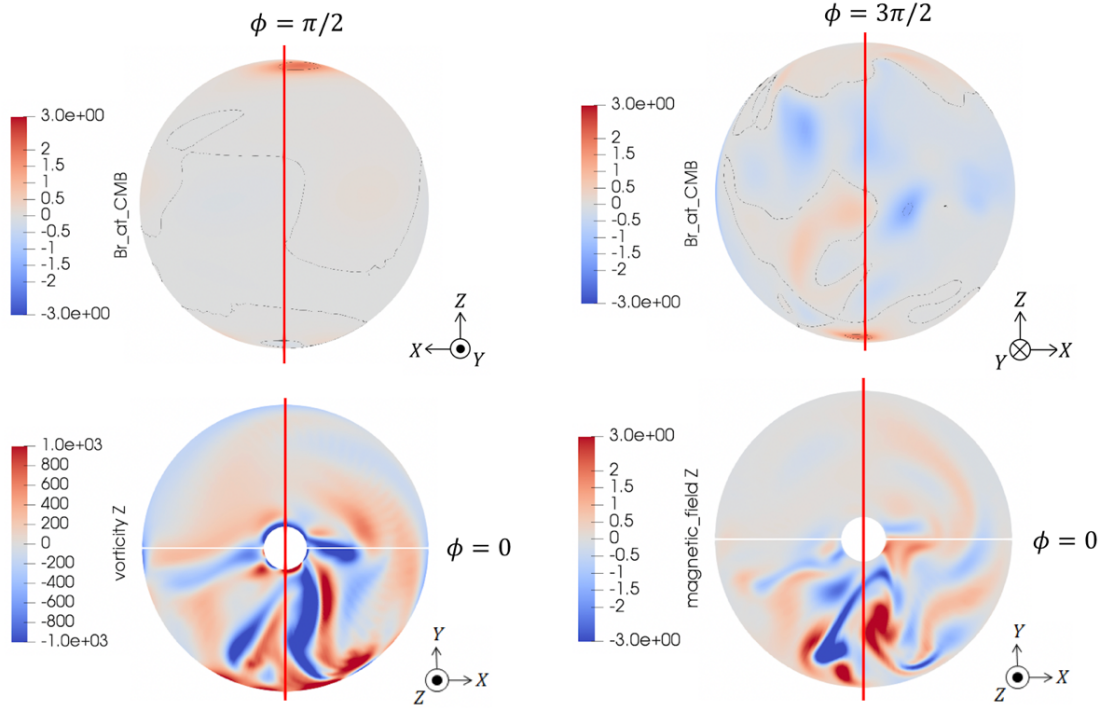 ϕ = π/2
ϕ = 3π/2
Br_at_CMB
3.0e+00
2
1.5
1
0.5
0
-0.5
-1
-1.5
-2
-3.0e+00
Z
X
Y
Br_at_CMB
3.0e+00
2
1.5
1
0.5
0
-0.5
-1
-1.5
-2
-3.0e+00
Z
Y
X
vorticity Z
1.0e+03
800
600
400
200
0
-200
-400
-600
-800
-1.0e+03
ϕ = 0
Y
X
Z
magnetic_field Z
3.0e+00
2
1.5
1
0.5
0
-0.5
-1
-1.5
-2
-3.0e+00
ϕ = 0
Y
X
Z